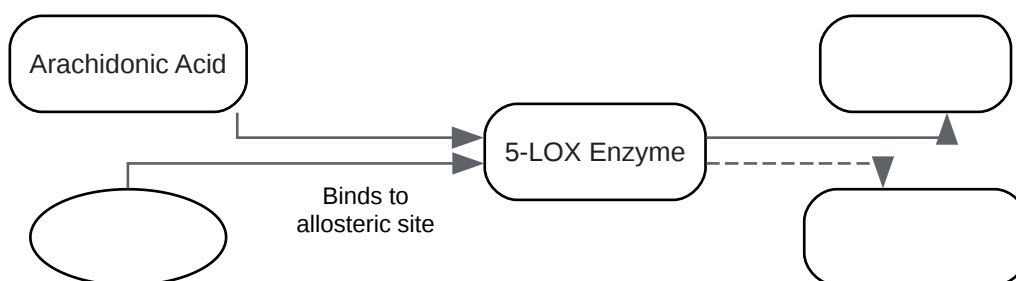 Arachidonic Acid
5-LOX Enzyme
Binds to
allosteric site